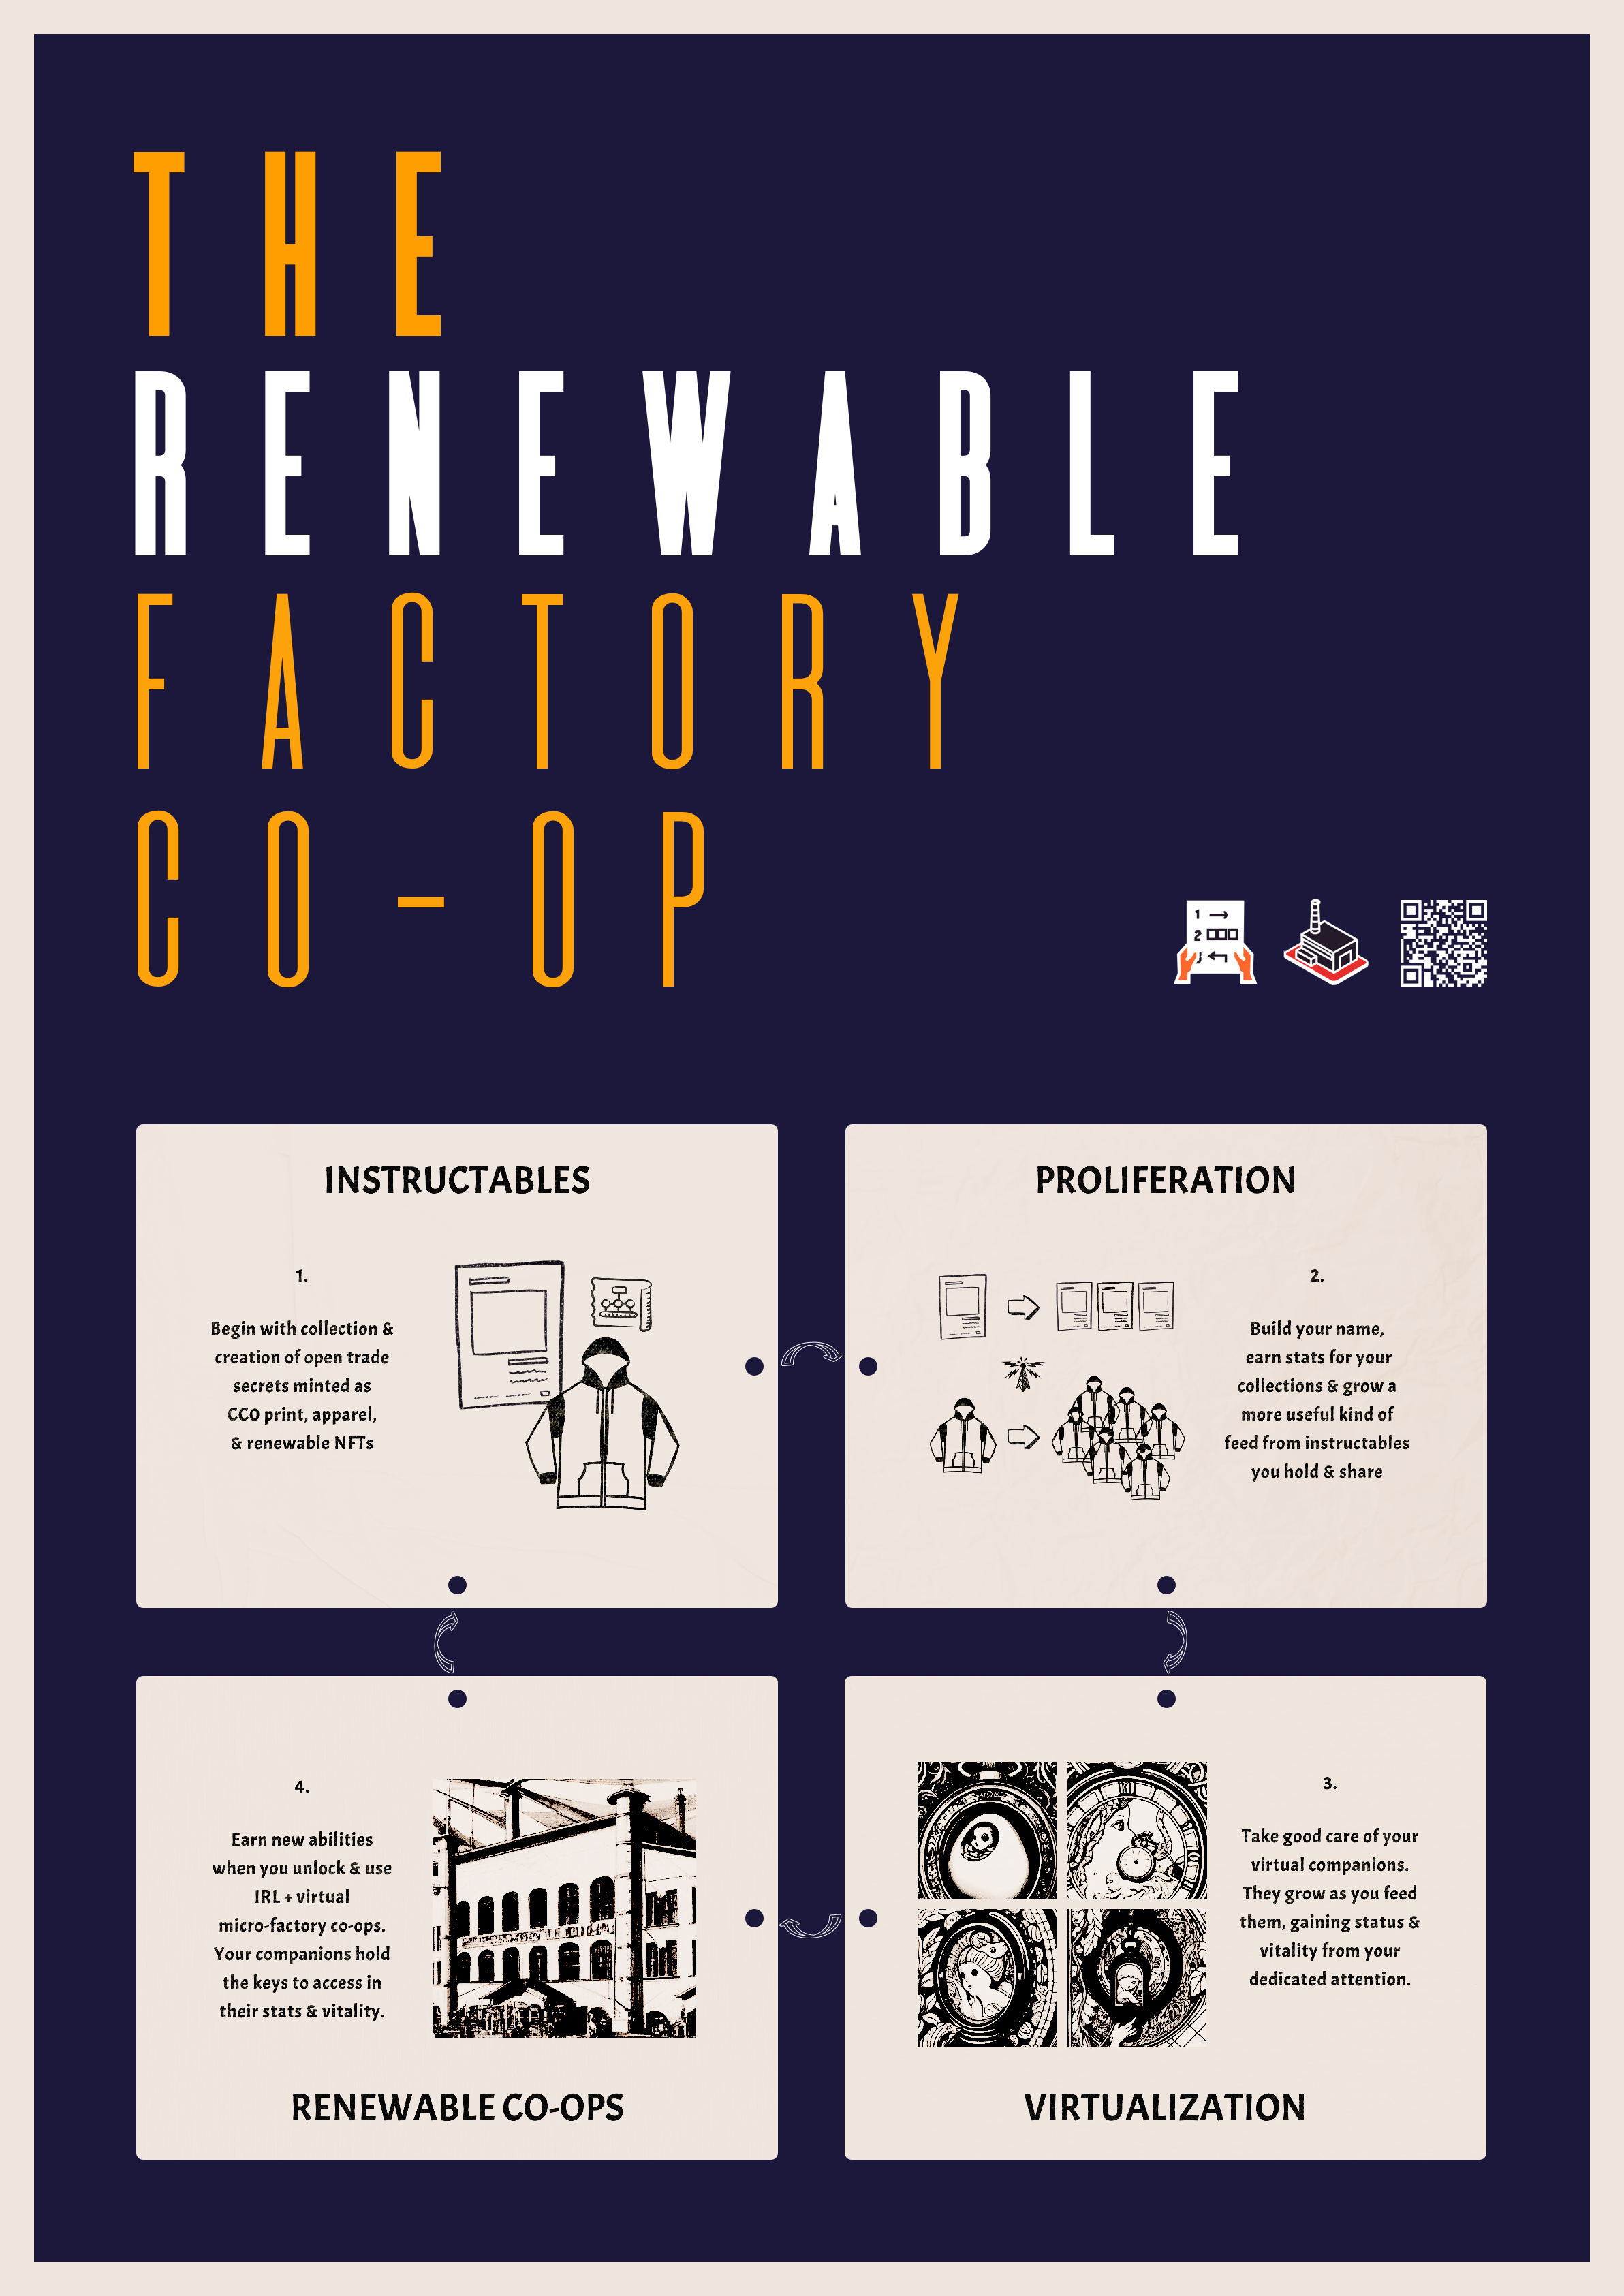 THE
RENEWABLE
FACTORY
CO-OP
1
2
INSTRUCTABLES
1.
Begin with collection &
creation of open trade
secrets minted as
CC0 print, apparel,
& renewable NFTs
PROLIFERATION
2.
Build your name,
earn stats for your
collections & grow a
more useful kind of
feed from instructables
you hold & share
3.
Take good care of your
virtual companions.
They grow as you feed
them, gaining status &
vitality from your
dedicated attention.
VIRTUALIZATION
4.
Earn new abilities
when you unlock & use
IRL + virtual
micro-factory co-ops.
Your companions hold
the keys to access in
their stats & vitality.
RENEWABLE CO-OPS